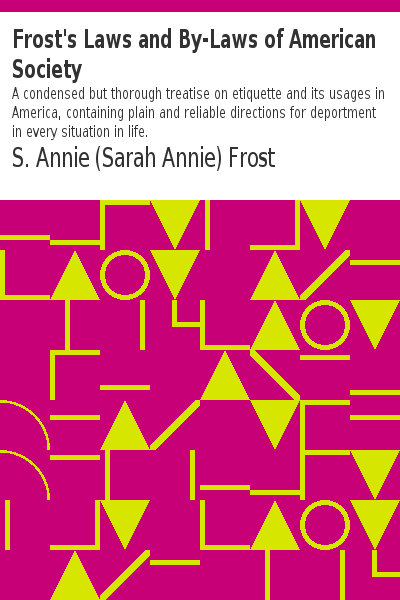 Frost's Laws and By-Laws of American
Society
A condensed but thorough treatise on etiquette and its usages in
America, containing plain and reliable directions for deportment
in every situation in life.
S. Annie (Sarah Annie) Frost